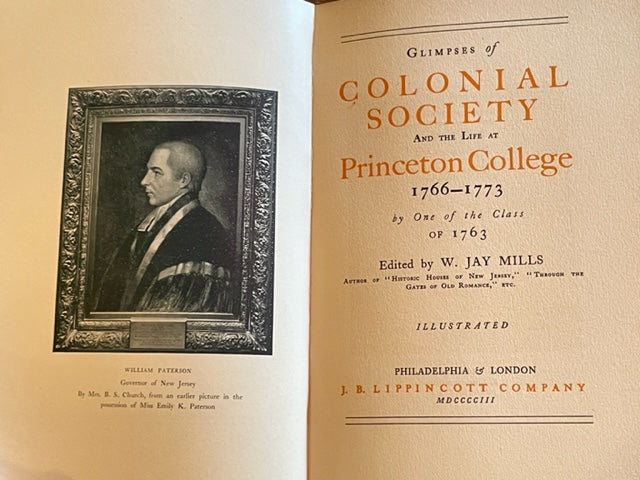 WILLIAM PATERSON
Governor of New Jersey
By Mrs. B. S. Church, from an earlier picture in the
possession of Miss Emily K. Paterson
GLIMPSES of
COLONIAL
SOCIETY
AND THE LIFE AT
Princeton College
1766—1773
by One of the Class
OF 1763
Edited by W. JAY MILLS
AUTHOR OF "HISTORIC HOUSES OF NEW JERSEY," "THROUGH THE
GATES OF OLD ROMANCE," ETC.
ILLUSTRATED
PHILADELPHIA & LONDON
J. B. LIPPINCOTT COMPANY
MDCCCCIII